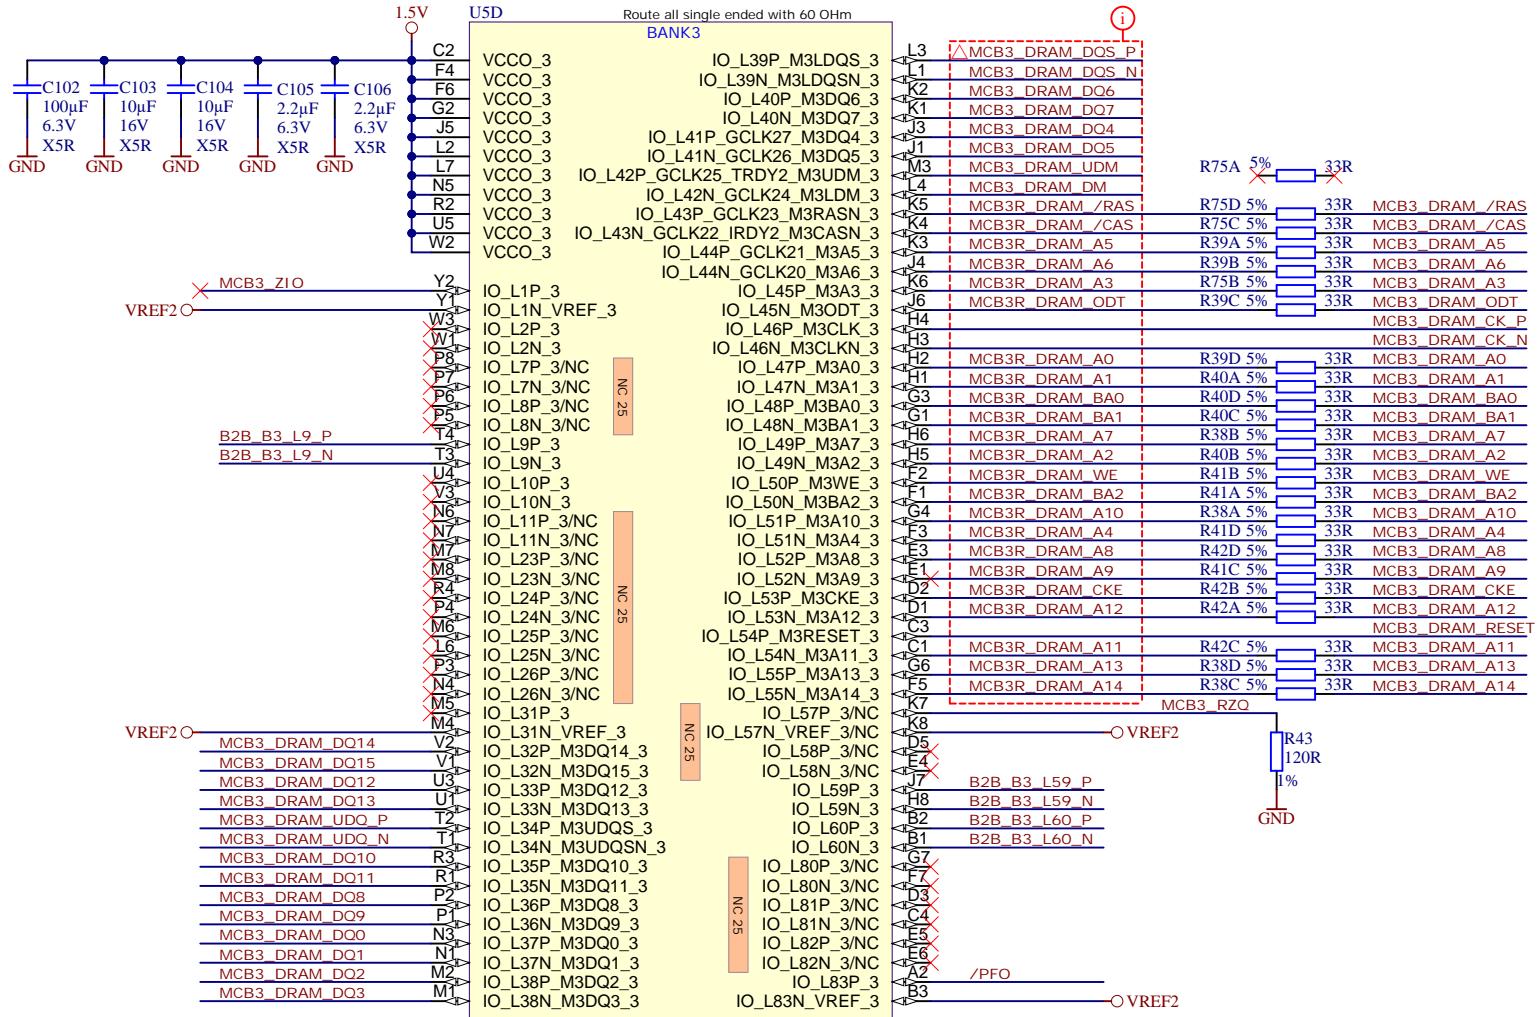 1.5V
U5D
Route all single ended with 60 OHm
BANK3
i
C102
100µF
6.3V
X5R
GND
C103
10µF
16V
X5R
GND
C104
10µF
16V
X5R
GND
C105
2.2µF
6.3V
X5R
GND
C106
2.2µF
6.3V
X5R
GND
C2 VCCO_3
F4 VCCO_3
F6 VCCO_3
G2 VCCO_3
J5 VCCO_3
L2 VCCO_3
L7 VCCO_3
N5 VCCO_3
R2 VCCO_3
U5 VCCO_3
W2 VCCO_3
MCB3_ZIO Y2 IO_L1P_3
VREF2 Y1 IO_L1N_VREF_3
W3 IO_L2P_3
W1 IO_L2N_3
P8 IO_L7P_3/NC
P7 IO_L7N_3/NC
P6 IO_L8P_3/NC
P5 IO_L8N_3/NC
NC 25
B2B_B3_L9_P T4 IO_L9P_3
B2B_B3_L9_N T3 IO_L9N_3
U4 IO_L10P_3
V3 IO_L10N_3
N6 IO_L11P_3/NC
N7 IO_L11N_3/NC
M7 IO_L23P_3/NC
M8 IO_L23N_3/NC
R4 IO_L24P_3/NC
P4 IO_L24N_3/NC
M6 IO_L25P_3/NC
L6 IO_L25N_3/NC
P3 IO_L26P_3/NC
N4 IO_L26N_3/NC
NC 25
M5 IO_L31P_3
VREF2 M4 IO_L31N_VREF_3
MCB3_DRAM_DQ14 V2 IO_L32P_M3DQ14_3
MCB3_DRAM_DQ15 V1 IO_L32N_M3DQ15_3
MCB3_DRAM_DQ12 U3 IO_L33P_M3DQ12_3
MCB3_DRAM_DQ13 U1 IO_L33N_M3DQ13_3
MCB3_DRAM_UDQ_P T2 IO_L34P_M3UDQS_3
MCB3_DRAM_UDQ_N T1 IO_L34N_M3UDQSN_3
MCB3_DRAM_DQ10 R3 IO_L35P_M3DQ10_3
MCB3_DRAM_DQ11 R1 IO_L35N_M3DQ11_3
MCB3_DRAM_DQ8 P2 IO_L36P_M3DQ8_3
MCB3_DRAM_DQ9 P1 IO_L36N_M3DQ9_3
MCB3_DRAM_DQ0 N3 IO_L37P_M3DQ0_3
MCB3_DRAM_DQ1 N1 IO_L37N_M3DQ1_3
MCB3_DRAM_DQ2 M2 IO_L38P_M3DQ2_3
MCB3_DRAM_DQ3 M1 IO_L38N_M3DQ3_3
IO_L39P_M3LDQS_3 L3 MCB3_DRAM_DQS_P
IO_L39N_M3LDQSN_3 L1 MCB3_DRAM_DQS_N
IO_L40P_M3DQ6_3 K2 MCB3_DRAM_DQ6
IO_L40N_M3DQ7_3 K1 MCB3_DRAM_DQ7
IO_L41P_GCLK27_M3DQ4_3 J3 MCB3_DRAM_DQ4
IO_L41N_GCLK26_M3DQ5_3 J1 MCB3_DRAM_DQ5
IO_L42P_GCLK25_TRDY2_M3UDM_3 M3 MCB3_DRAM_UDM
R75A 5% 33R
IO_L42N_GCLK24_M3LDM_3 L4 MCB3_DRAM_DM
IO_L43P_GCLK23_M3RASN_3 K5 MCB3R_DRAM_/RAS R75D 5% 33R MCB3_DRAM_/RAS
IO_L43N_GCLK22_IRDY2_M3CASN_3 K4 MCB3R_DRAM_/CAS R75C 5% 33R MCB3_DRAM_/CAS
IO_L44P_GCLK21_M3A5_3 K3 MCB3R_DRAM_A5 R39A 5% 33R MCB3_DRAM_A5
IO_L44N_GCLK20_M3A6_3 J4 MCB3R_DRAM_A6 R39B 5% 33R MCB3_DRAM_A6
IO_L45P_M3A3_3 K6 MCB3R_DRAM_A3 R75B 5% 33R MCB3_DRAM_A3
IO_L45N_M3ODT_3 J6 MCB3R_DRAM_ODT R39C 5% 33R MCB3_DRAM_ODT
IO_L46P_M3CLK_3 H4 MCB3_DRAM_CK_P
IO_L46N_M3CLKN_3 H3 MCB3_DRAM_CK_N
IO_L47P_M3A0_3 H2 MCB3R_DRAM_A0 R39D 5% 33R MCB3_DRAM_A0
IO_L47N_M3A1_3 H1 MCB3R_DRAM_A1 R40A 5% 33R MCB3_DRAM_A1
IO_L48P_M3BA0_3 G3 MCB3R_DRAM_BA0 R40D 5% 33R MCB3_DRAM_BA0
IO_L48N_M3BA1_3 G1 MCB3R_DRAM_BA1 R40C 5% 33R MCB3_DRAM_BA1
IO_L49P_M3A7_3 H6 MCB3R_DRAM_A7 R38B 5% 33R MCB3_DRAM_A7
IO_L49N_M3A2_3 H5 MCB3R_DRAM_A2 R40B 5% 33R MCB3_DRAM_A2
IO_L50P_M3WE_3 F2 MCB3R_DRAM_WE R41B 5% 33R MCB3_DRAM_WE
IO_L50N_M3BA2_3 F1 MCB3R_DRAM_BA2 R41A 5% 33R MCB3_DRAM_BA2
IO_L51P_M3A10_3 G4 MCB3R_DRAM_A10 R38A 5% 33R MCB3_DRAM_A10
IO_L51N_M3A4_3 F3 MCB3R_DRAM_A4 R41D 5% 33R MCB3_DRAM_A4
IO_L52P_M3A8_3 E3 MCB3R_DRAM_A8 R42D 5% 33R MCB3_DRAM_A8
IO_L52N_M3A9_3 E1 MCB3R_DRAM_A9 R41C 5% 33R MCB3_DRAM_A9
IO_L53P_M3CKE_3 D2 MCB3R_DRAM_CKE R42B 5% 33R MCB3_DRAM_CKE
IO_L53N_M3A12_3 D1 MCB3R_DRAM_A12 R42A 5% 33R MCB3_DRAM_A12
IO_L54P_M3RESET_3 C3 MCB3_DRAM_RESET
IO_L54N_M3A11_3 C1 MCB3R_DRAM_A11 R42C 5% 33R MCB3_DRAM_A11
IO_L55P_M3A13_3 G6 MCB3R_DRAM_A13 R38D 5% 33R MCB3_DRAM_A13
IO_L55N_M3A14_3 F5 MCB3R_DRAM_A14 R38C 5% 33R MCB3_DRAM_A14
IO_L57P_3/NC K7 MCB3_RZQ
IO_L57N_VREF_3/NC K8 VREF2
IO_L58P_3/NC D5
IO_L58N_3/NC E4
NC 25
R43
120R
1%
GND
IO_L59P_3 J7 B2B_B3_L59_P
IO_L59N_3 H8 B2B_B3_L59_N
IO_L60P_3 B2 B2B_B3_L60_P
IO_L60N_3 B1 B2B_B3_L60_N
IO_L80P_3/NC G7
IO_L80N_3/NC F7
IO_L81P_3/NC D3
IO_L81N_3/NC C4
IO_L82P_3/NC E5
IO_L82N_3/NC E6
NC 25
IO_L83P_3 A2 /PFO
IO_L83N_VREF_3 B3 VREF2